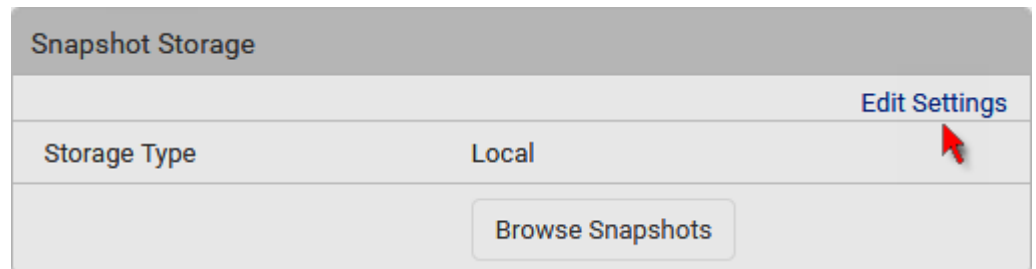 Snapshot Storage
Edit Settings
Storage Type Local
Browse Snapshots